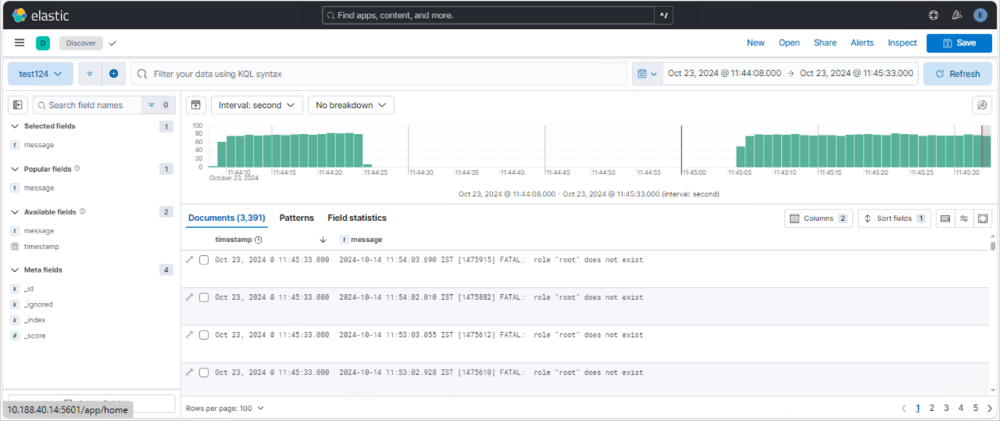 elastic
Find apps, content, and more.
^/
E
D
Discover
New
Open
Share
Alerts
Inspect
Save
test124
Filter your data using KQL syntax
Oct 23, 2024 @ 11:44:08.000 → Oct 23, 2024 @ 11:45:33.000
Refresh
Search field names
0
Selected fields
1
t message
Popular fields
1
t message
Available fields
2
t message
timestamp
Meta fields
4
k _id
k _ignored
k _index
# _score
10.188.40.14:5601/app/home
Interval: second
No breakdown
100
80
60
40
20
0
11:44:10
11:44:15
11:44:20
11:44:25
11:44:30
11:44:35
11:44:40
11:44:45
11:44:50
11:44:55
11:45:00
11:45:05
11:45:10
11:45:15
11:45:20
11:45:25
11:45:30
October 23, 2024
Oct 23, 2024 @ 11:44:08.000 - Oct 23, 2024 @ 11:45:33.000 (interval: second)
Documents (3,391)
Patterns
Field statistics
Columns 2
Sort fields 1
timestamp
t message
Oct 23, 2024 @ 11:45:33.000 2024-10-14 11:54:03.690 IST [1475915] FATAL: role "root" does not exist
Oct 23, 2024 @ 11:45:33.000 2024-10-14 11:54:02.010 IST [1475882] FATAL: role "root" does not exist
Oct 23, 2024 @ 11:45:33.000 2024-10-14 11:53:03.055 IST [1475612] FATAL: role "root" does not exist
Oct 23, 2024 @ 11:45:33.000 2024-10-14 11:53:02.928 IST [1475610] FATAL: role "root" does not exist
Rows per page: 100
1 2 3 4 5